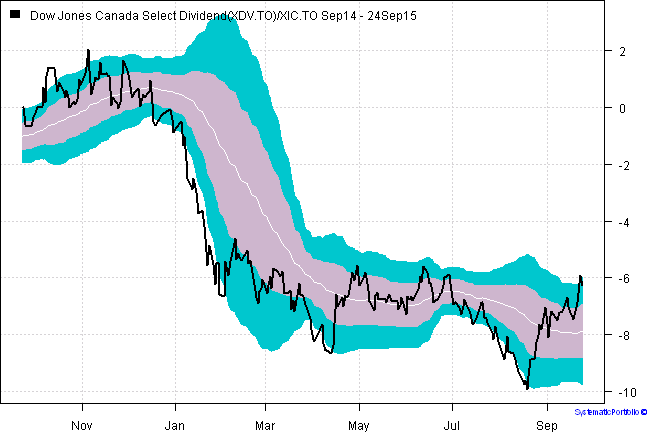 Dow Jones Canada Select Dividend(XDV.TO)/XIC.TO Sep14 - 24Sep15
2
0
-2
-4
-6
-8
-10
Nov Jan Mar May Jul Sep
SystematicPortfolio ©